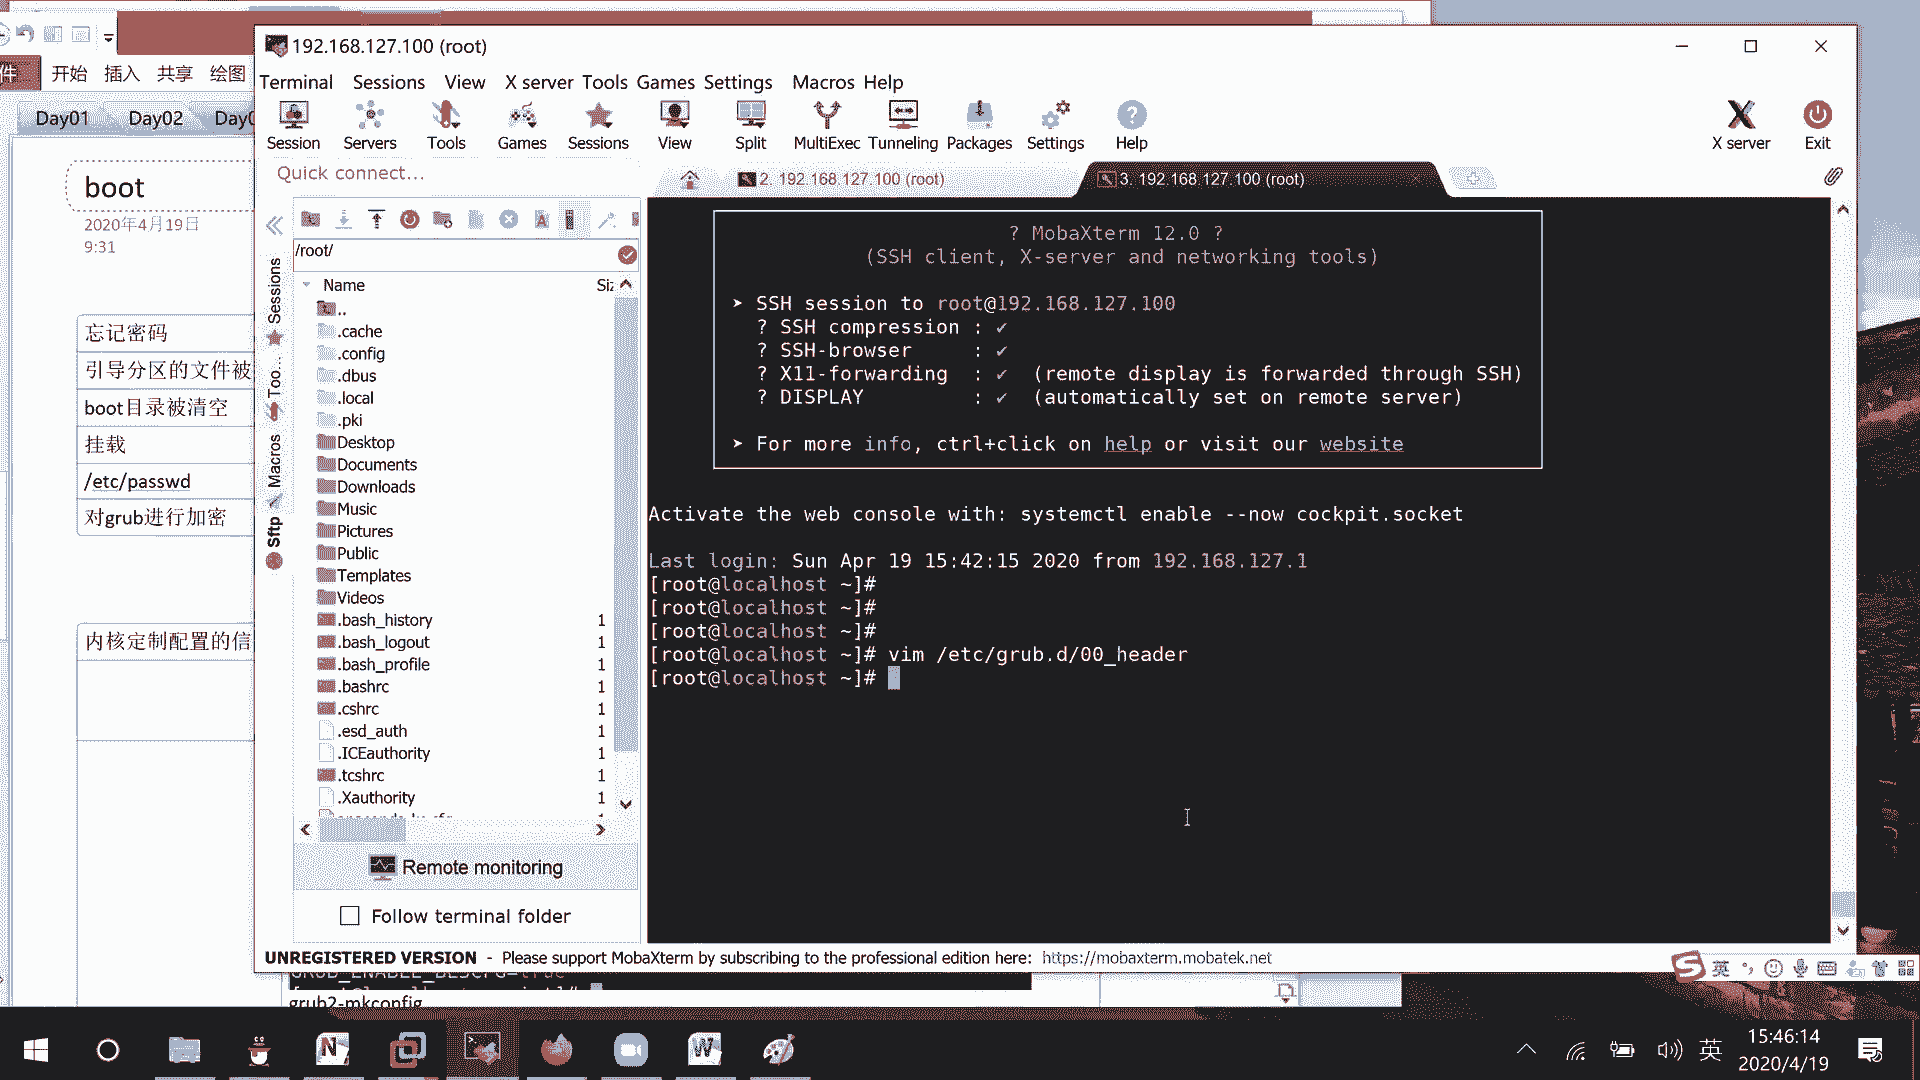 192.168.127.100 (root)
件
开始 插入 共享 绘图
Terminal Sessions View X server Tools Games Settings Macros Help
Day01 Day02
Session Servers Tools Games Sessions View Split MultiExec Tunneling Packages Settings Help X server Exit
Quick connect...
2. 192.168.127.100 (root)
3. 192.168.127.100 (root)
boot
2020年4月19日
9:31
忘记密码
引导分区的文件被
boot目录被清空
挂载
/etc/passwd
对grub进行加密
内核定制配置的信
Sessions
Too...
Macros
Sftp
/root/
Name
..
.cache
.config
.dbus
.local
.pki
Desktop
Documents
Downloads
Music
Pictures
Public
Templates
Videos
.bash_history 1
.bash_logout 1
.bash_profile 1
.bashrc 1
.cshrc 1
.esd_auth 1
.ICEauthority 1
.tcshrc 1
.Xauthority 1
Remote monitoring
Follow terminal folder
? MobaXterm 12.0 ?
(SSH client, X-server and networking tools)
➤ SSH session to root@192.168.127.100
? SSH compression : ✔
? SSH-browser : ✔
? X11-forwarding : ✔ (remote display is forwarded through SSH)
? DISPLAY : ✔ (automatically set on remote server)
➤ For more info, ctrl+click on help or visit our website
Activate the web console with: systemctl enable --now cockpit.socket
Last login: Sun Apr 19 15:42:15 2020 from 192.168.127.1
[root@localhost ~]#
[root@localhost ~]#
[root@localhost ~]#
[root@localhost ~]# vim /etc/grub.d/00_header
[root@localhost ~]#
UNREGISTERED VERSION - Please support MobaXterm by subscribing to the professional edition here: https://mobaxterm.mobatek.net
英
grub2-mkconfig
英
15:46:14
2020/4/19